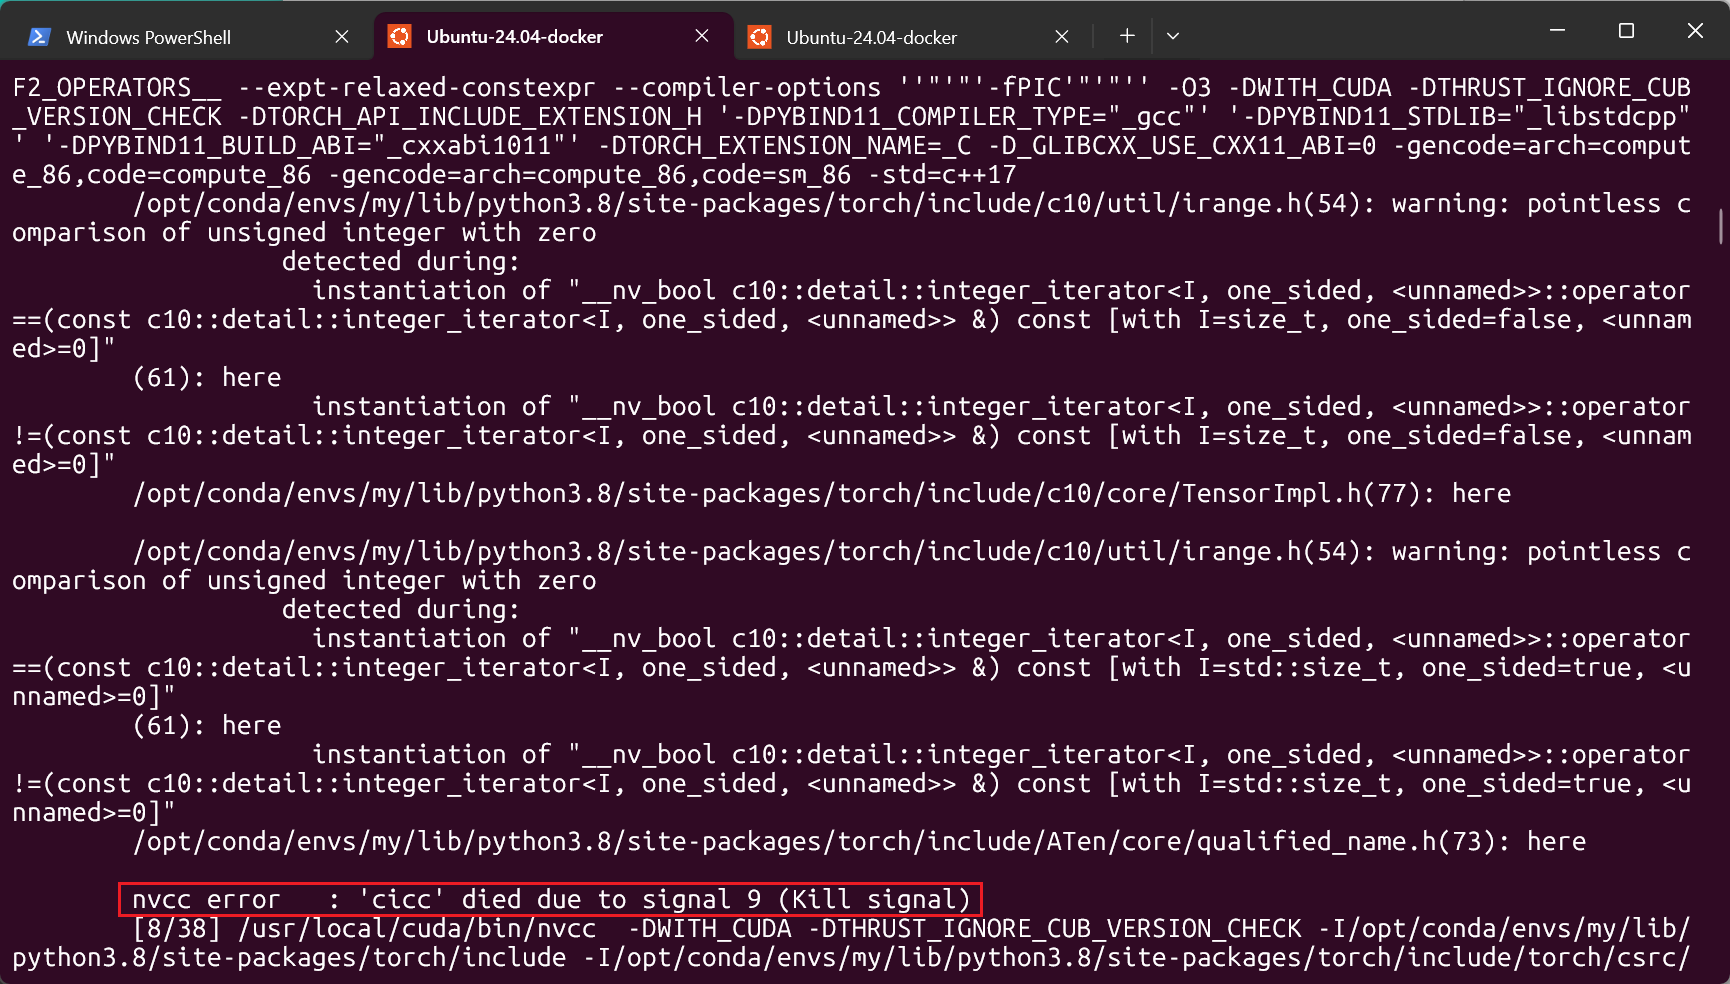 Windows PowerShell
Ubuntu-24.04-docker
Ubuntu-24.04-docker
F2_OPERATORS__ --expt-relaxed-constexpr --compiler-options ''"'"'-fPIC'"'"'' -O3 -DWITH_CUDA -DTHRUST_IGNORE_CUB
_VERSION_CHECK -DTORCH_API_INCLUDE_EXTENSION_H '-DPYBIND11_COMPILER_TYPE="_gcc"' '-DPYBIND11_STDLIB="_libstdcpp"
' '-DPYBIND11_BUILD_ABI="_cxxabi1011"' -DTORCH_EXTENSION_NAME=_C -D_GLIBCXX_USE_CXX11_ABI=0 -gencode=arch=comput
e_86,code=compute_86 -gencode=arch=compute_86,code=sm_86 -std=c++17
/opt/conda/envs/my/lib/python3.8/site-packages/torch/include/c10/util/irange.h(54): warning: pointless c
omparison of unsigned integer with zero
detected during:
instantiation of "__nv_bool c10::detail::integer_iterator<I, one_sided, <unnamed>>::operator
==(const c10::detail::integer_iterator<I, one_sided, <unnamed>> &) const [with I=size_t, one_sided=false, <unnam
ed>=0]"
(61): here
instantiation of "__nv_bool c10::detail::integer_iterator<I, one_sided, <unnamed>>::operator
!=(const c10::detail::integer_iterator<I, one_sided, <unnamed>> &) const [with I=size_t, one_sided=false, <unnam
ed>=0]"
/opt/conda/envs/my/lib/python3.8/site-packages/torch/include/c10/core/TensorImpl.h(77): here
/opt/conda/envs/my/lib/python3.8/site-packages/torch/include/c10/util/irange.h(54): warning: pointless c
omparison of unsigned integer with zero
detected during:
instantiation of "__nv_bool c10::detail::integer_iterator<I, one_sided, <unnamed>>::operator
==(const c10::detail::integer_iterator<I, one_sided, <unnamed>> &) const [with I=std::size_t, one_sided=true, <u
nnamed>=0]"
(61): here
instantiation of "__nv_bool c10::detail::integer_iterator<I, one_sided, <unnamed>>::operator
!=(const c10::detail::integer_iterator<I, one_sided, <unnamed>> &) const [with I=std::size_t, one_sided=true, <u
nnamed>=0]"
/opt/conda/envs/my/lib/python3.8/site-packages/torch/include/ATen/core/qualified_name.h(73): here
nvcc error   : 'cicc' died due to signal 9 (Kill signal)
[8/38] /usr/local/cuda/bin/nvcc  -DWITH_CUDA -DTHRUST_IGNORE_CUB_VERSION_CHECK -I/opt/conda/envs/my/lib/
python3.8/site-packages/torch/include -I/opt/conda/envs/my/lib/python3.8/site-packages/torch/include/torch/csrc/